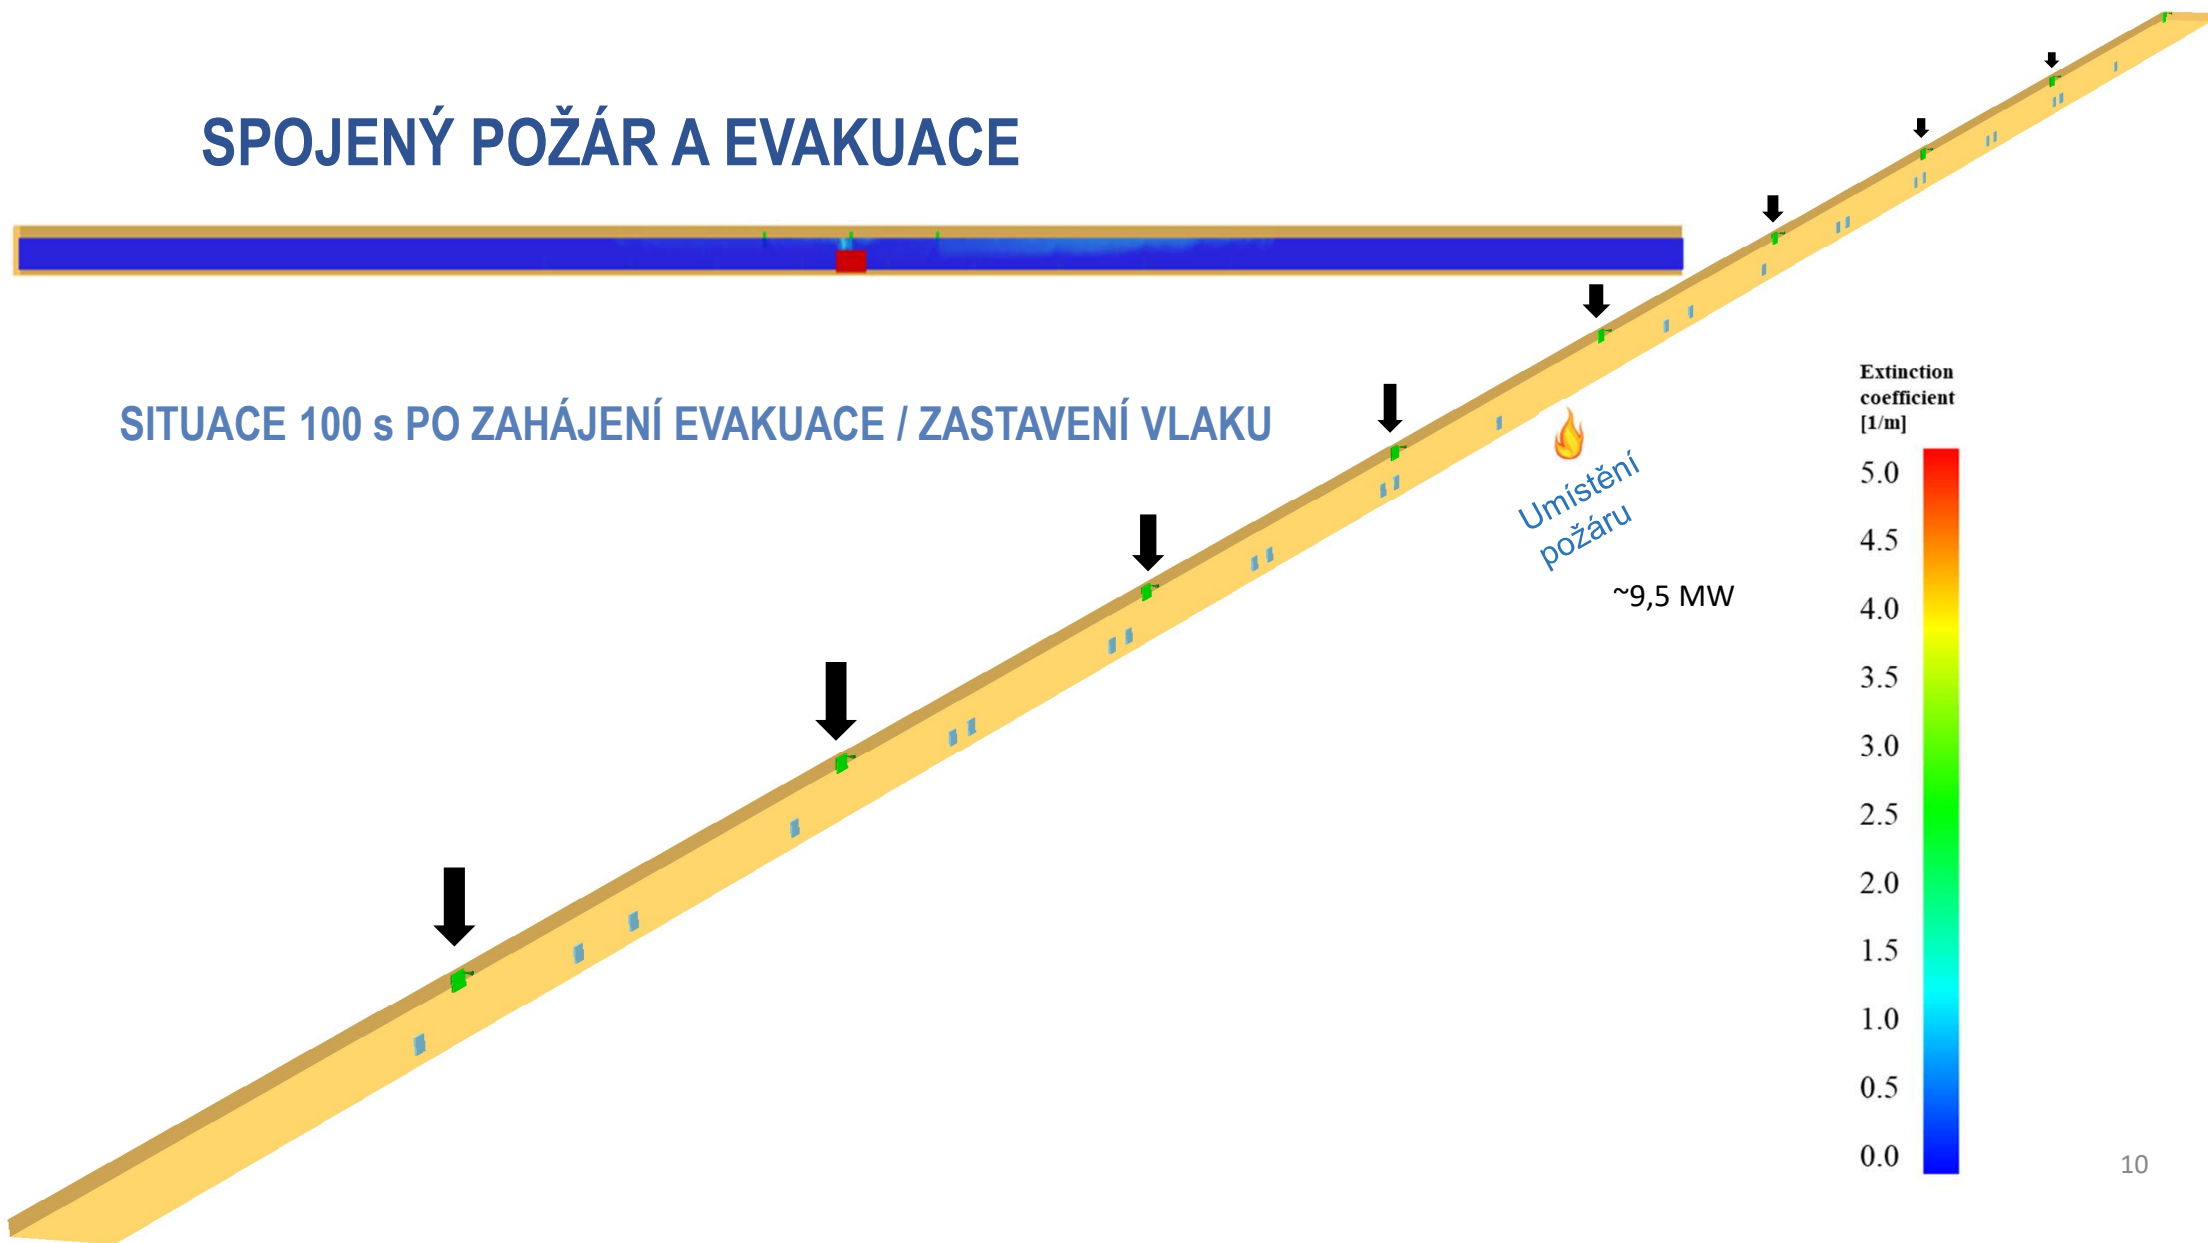 SPOJENÝ POŽÁR A EVAKUACE
SITUACE 100 s PO ZAHÁJENÍ EVAKUACE / ZASTAVENÍ VLAKU
Umístění
požáru
~9,5 MW
Extinction
coefficient
[1/m]
5.0
4.5
4.0
3.5
3.0
2.5
2.0
1.5
1.0
0.5
0.0
10